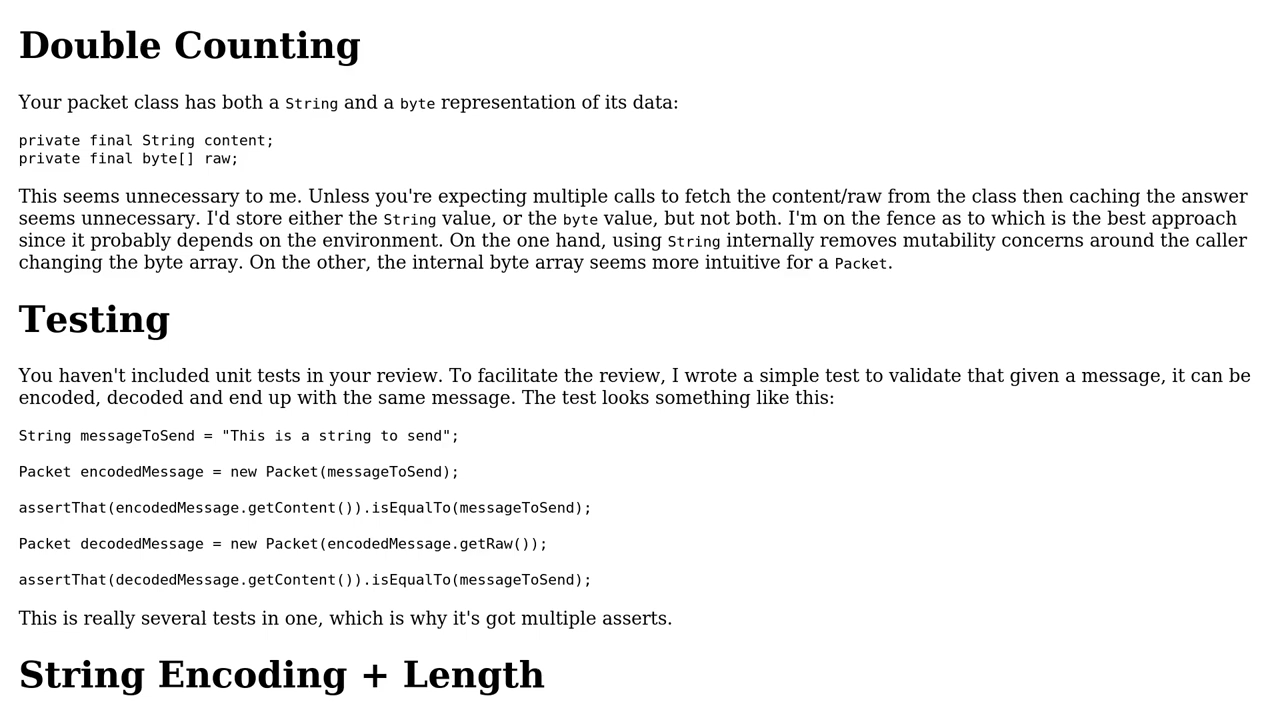 Double Counting
Your packet class has both a String and a byte representation of its data:
private final String content;
private final byte[] raw;
This seems unnecessary to me. Unless you're expecting multiple calls to fetch the content/raw from the class then caching the answer
seems unnecessary. I'd store either the String value, or the byte value, but not both. I'm on the fence as to which is the best approach
since it probably depends on the environment. On the one hand, using String internally removes mutability concerns around the caller
changing the byte array. On the other, the internal byte array seems more intuitive for a Packet.
Testing
You haven't included unit tests in your review. To facilitate the review, I wrote a simple test to validate that given a message, it can be
encoded, decoded and end up with the same message. The test looks something like this:
String messageToSend = "This is a string to send";
Packet encodedMessage = new Packet(messageToSend);
assertThat(encodedMessage.getContent()).isEqualTo(messageToSend);
Packet decodedMessage = new Packet(encodedMessage.getRaw());
assertThat(decodedMessage.getContent()).isEqualTo(messageToSend);
This is really several tests in one, which is why it's got multiple asserts.
String Encoding + Length